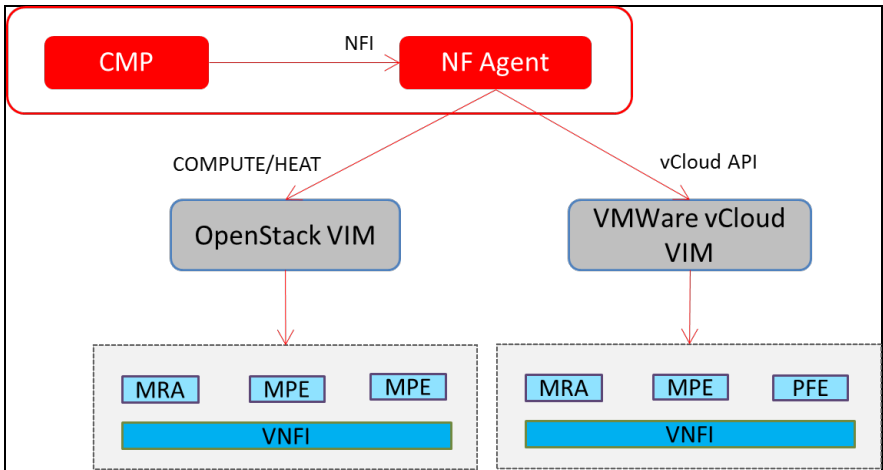 CMP
NFI
NF Agent
COMPUTE/HEAT
vCloud API
OpenStack VIM
VMWare vCloud
VIM
MRA
MPE
MPE
VNFI
MRA
MPE
PFE
VNFI